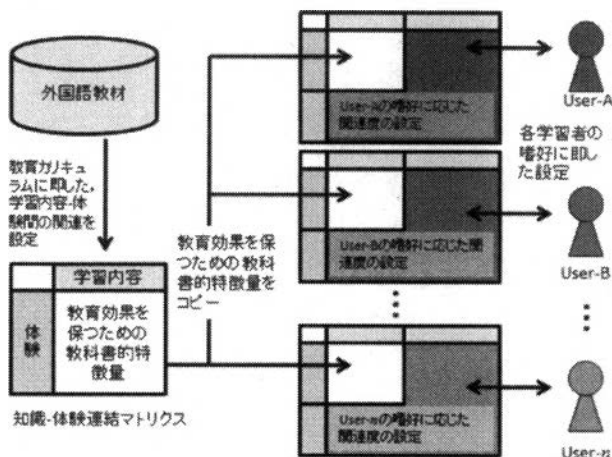 外国語教材
教育カリキュ
ラムに即した,
学習内容-体
験間の関連を
設定
学習内容
体験
教育効果を
保つための
教科書的特
徴量
知識-体験連結マトリクス
教育効果を保
つための教科
書的特徴量を
コピー
User-Aの嗜好に応じた
関連度の設定
User-A
各学習者の
嗜好に即し
た設定
User-Bの嗜好に応じた関
連度の設定
User-B
User-nの嗜好に応じた
関連度の設定
User-n